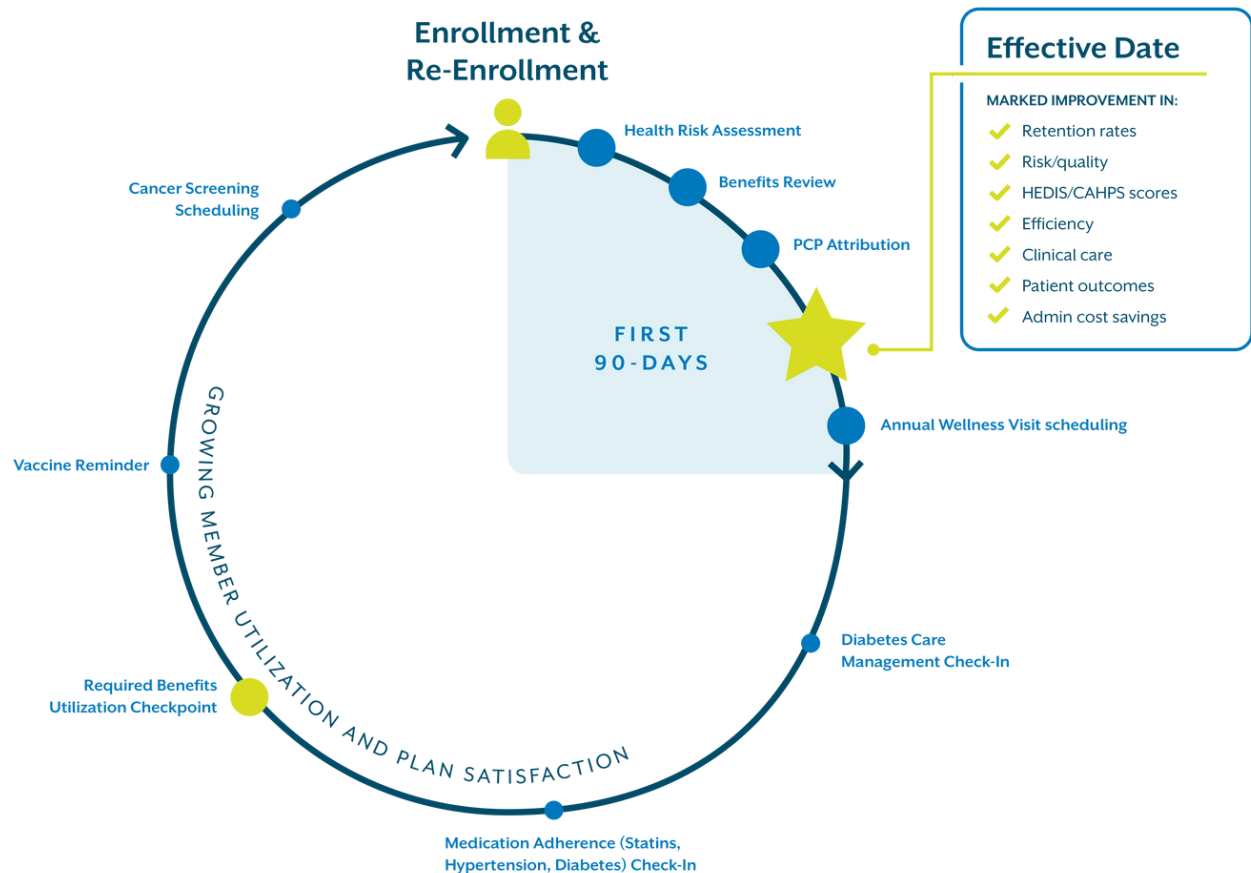 Enrollment &
Re-Enrollment
Effective Date
MARKED IMPROVEMENT IN:
Retention rates
Risk/quality
HEDIS/CAHPS scores
Efficiency
Clinical care
Patient outcomes
Admin cost savings
Health Risk Assessment
Benefits Review
PCP Attribution
FIRST
90-DAYS
Annual Wellness Visit scheduling
Diabetes Care
Management Check-In
Medication Adherence (Statins,
Hypertension, Diabetes) Check-In
Required Benefits
Utilization Checkpoint
Vaccine Reminder
Cancer Screening
Scheduling
GROWING MEMBER UTILIZATION AND PLAN SATISFACTION